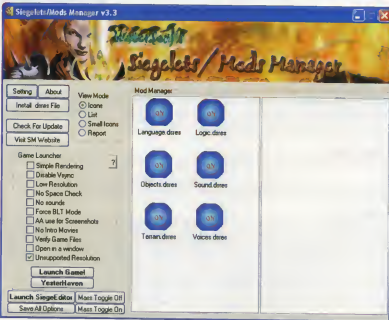 Siegelets/Mods Manager v3.3
Siegelets / Mods Manager
Setting
About
Install dsres File
Check For Update
Visit SM Website
View Mode
Icons
List
Small Icons
Report
Game Launcher
?
Simple Rendering
Disable Vsync
Low Resolution
No Space Check
No sounds
Force BLT Mode
AA use for Screenshots
No Intro Movies
Verify Game Files
Open in a window
Unsupported Resolution
Launch Game!
YesterHaven
Launch SiegeEditor
Mass Toggle Off
Save All Options
Mass Toggle On
Mod Manager
Language.dsres
Logic.dsres
Objects.dsres
Sound.dsres
Terrain.dsres
Voices.dsres